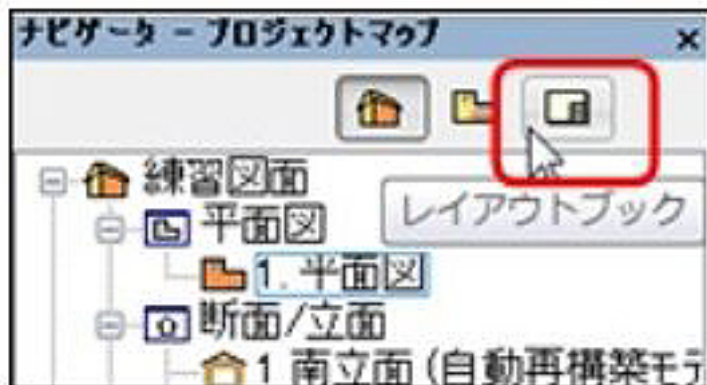 ナビゲータ - プロジェクトマップ
練習図面
レイアウトブック
平面図
1. 平面図
断面/立面
1 南立面(自動再構築モデ